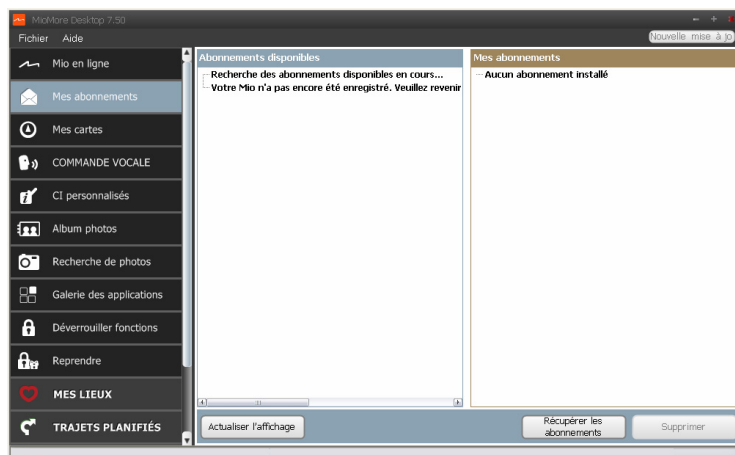 MioMore Desktop 7.50
Fichier Aide
Nouvelle mise à jo
Mio en ligne
Mes abonnements
Mes cartes
COMMANDE VOCALE
CI personnalisés
Album photos
Recherche de photos
Galerie des applications
Déverrouiller fonctions
Reprendre
MES LIEUX
TRAJETS PLANIFIÉS
Abonnements disponibles
Recherche des abonnements disponibles en cours...
Votre Mio n'a pas encore été enregistré. Veuillez revenir
Mes abonnements
Aucun abonnement installé
Actualiser l'affichage
Récupérer les
abonnements
Supprimer